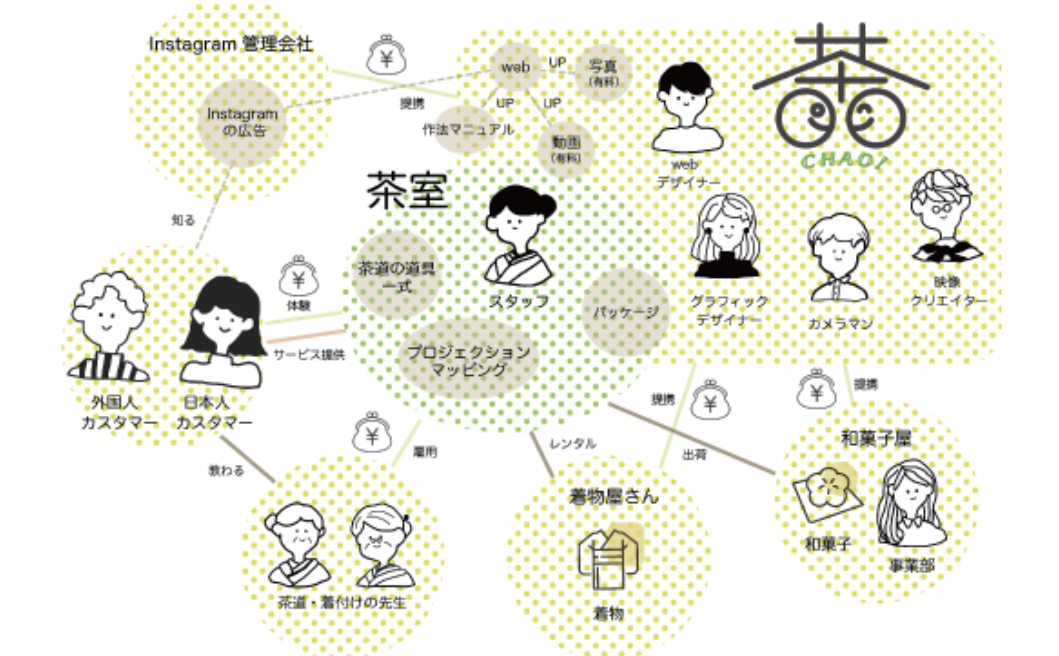 Instagram 管理会社
Instagram
の広告
¥
提携
web
UP
写真
(有料)
UP
UP
作法マニュアル
動画
(有料)
web
デザイナー
茶
CHAO!
茶室
知る
茶道の道具
一式
スタッフ
パッケージ
プロジェクション
マッピング
グラフィック
デザイナー
カメラマン
映像
クリエイター
¥
体験
サービス提供
外国人
カスタマー
日本人
カスタマー
教わる
¥
雇用
レンタル
提携
¥
出荷
¥
提携
茶道・着付けの先生
着物屋さん
着物
和菓子屋
和菓子
事業部